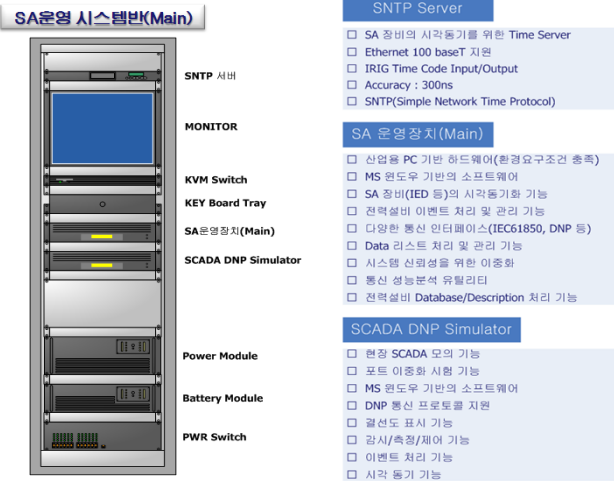 SA운영 시스템반(Main)
SNTP 서버
MONITOR
KVM Switch
KEY Board Tray
SA운영장치(Main)
SCADA DNP Simulator
Power Module
Battery Module
PWR Switch
SNTP Server
□ SA 장비의 시각동기를 위한 Time Server
□ Ethernet 100 baseT 지원
□ IRIG Time Code Input/Output
□ Accuracy : 300ns
□ SNTP(Simple Network Time Protocol)
SA 운영장치(Main)
□ 산업용 PC 기반 하드웨어(환경요구조건 충족)
□ MS 윈도우 기반의 소프트웨어
□ SA 장비(IED 등)의 시각동기화 기능
□ 전력설비 이벤트 처리 및 관리 기능
□ 다양한 통신 인터페이스(IEC61850, DNP 등)
□ Data 리스트 처리 및 관리 기능
□ 시스템 신뢰성을 위한 이중화
□ 통신 성능분석 유틸리티
□ 전력설비 Database/Description 처리 기능
SCADA DNP Simulator
□ 현장 SCADA 모의 기능
□ 포트 이중화 시험 기능
□ MS 윈도우 기반의 소프트웨어
□ DNP 통신 프로토콜 지원
□ 결선도 표시 기능
□ 감시/측정/제어 기능
□ 이벤트 처리 기능
□ 시각 동기 기능